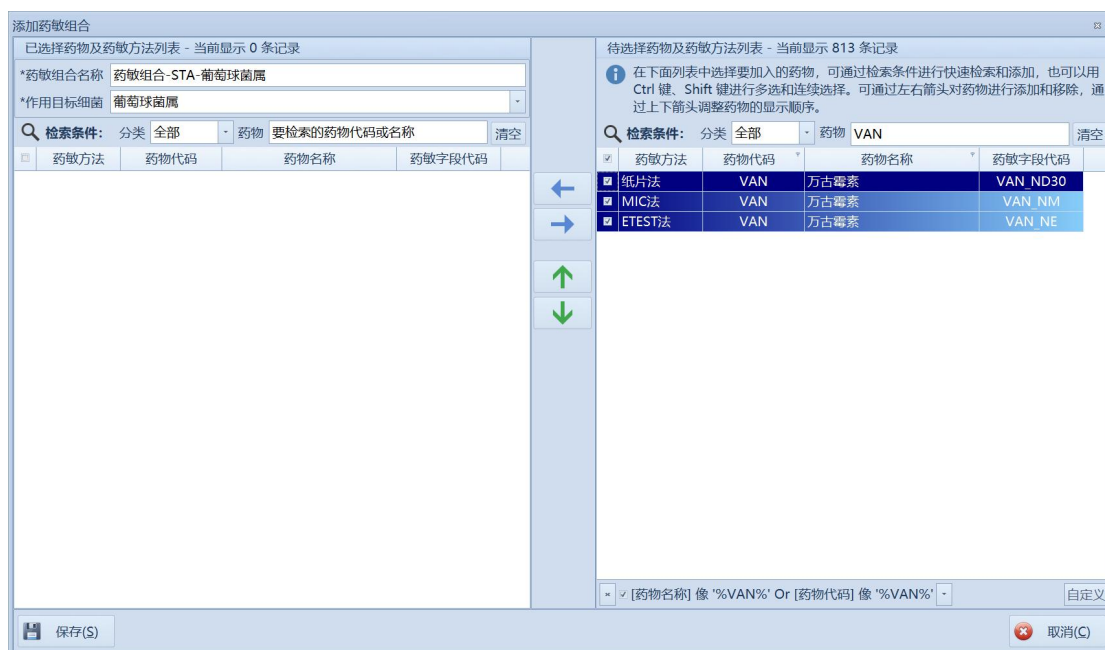 添加药敏组合
已选择药物及药敏方法列表 - 当前显示 0 条记录
*药敏组合名称 药敏组合-STA-葡萄球菌属
*作用目标细菌 葡萄球菌属
检索条件: 分类 全部 药物 要检索的药物代码或名称 清空
药敏方法 药物代码 药物名称 药敏字段代码
待选择药物及药敏方法列表 - 当前显示 813 条记录
在下面列表中选择要加入的药物，可通过检索条件进行快速检索和添加，也可以用
Ctrl 键、Shift 键进行多选和连续选择。可通过左右箭头对药物进行添加和移除，通
过上下箭头调整药物的显示顺序。
检索条件: 分类 全部 药物 VAN 清空
药敏方法 药物代码 药物名称 药敏字段代码
纸片法 VAN 万古霉素 VAN_ND30
MIC法 VAN 万古霉素 VAN_NM
ETEST法 VAN 万古霉素 VAN_NE
[药物名称] 像 '%VAN%' Or [药物代码] 像 '%VAN%' 自定义
保存(S) 取消(C)